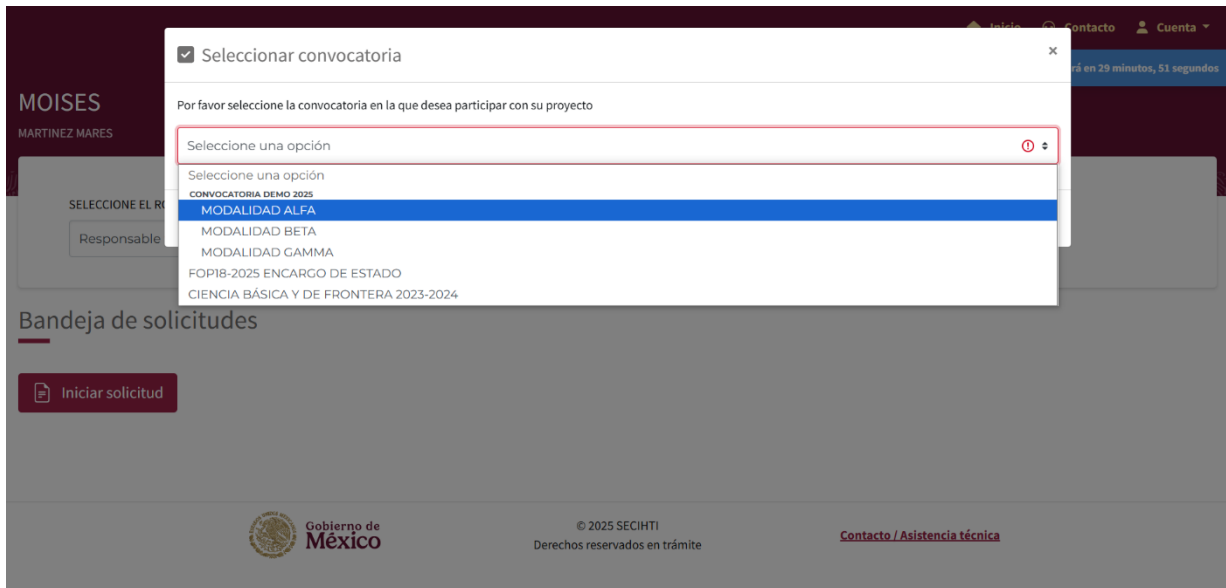 Inicio Contacto Cuenta
Seleccionar convocatoria ×
rá en 29 minutos, 51 segundos
MOISES
MARTINEZ MARES
Por favor seleccione la convocatoria en la que desea participar con su proyecto
Seleccione una opción
Seleccione una opción
CONVOCATORIA DEMO 2025
MODALIDAD ALFA
MODALIDAD BETA
MODALIDAD GAMMA
FOP18-2025 ENCARGO DE ESTADO
CIENCIA BÁSICA Y DE FRONTERA 2023-2024
SELECCIONE EL RO
Responsable
Bandeja de solicitudes
Iniciar solicitud
Gobierno de
México
© 2025 SECIHTI
Derechos reservados en trámite
Contacto / Asistencia técnica